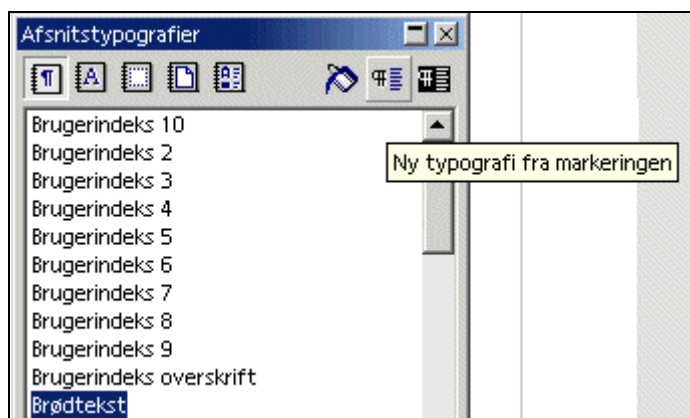 Afsnitstypografier
Brugerindeks 10
Brugerindeks 2
Ny typografi fra markeringen
Brugerindeks 3
Brugerindeks 4
Brugerindeks 5
Brugerindeks 6
Brugerindeks 7
Brugerindeks 8
Brugerindeks 9
Brugerindeks overskrift
Brødtekst